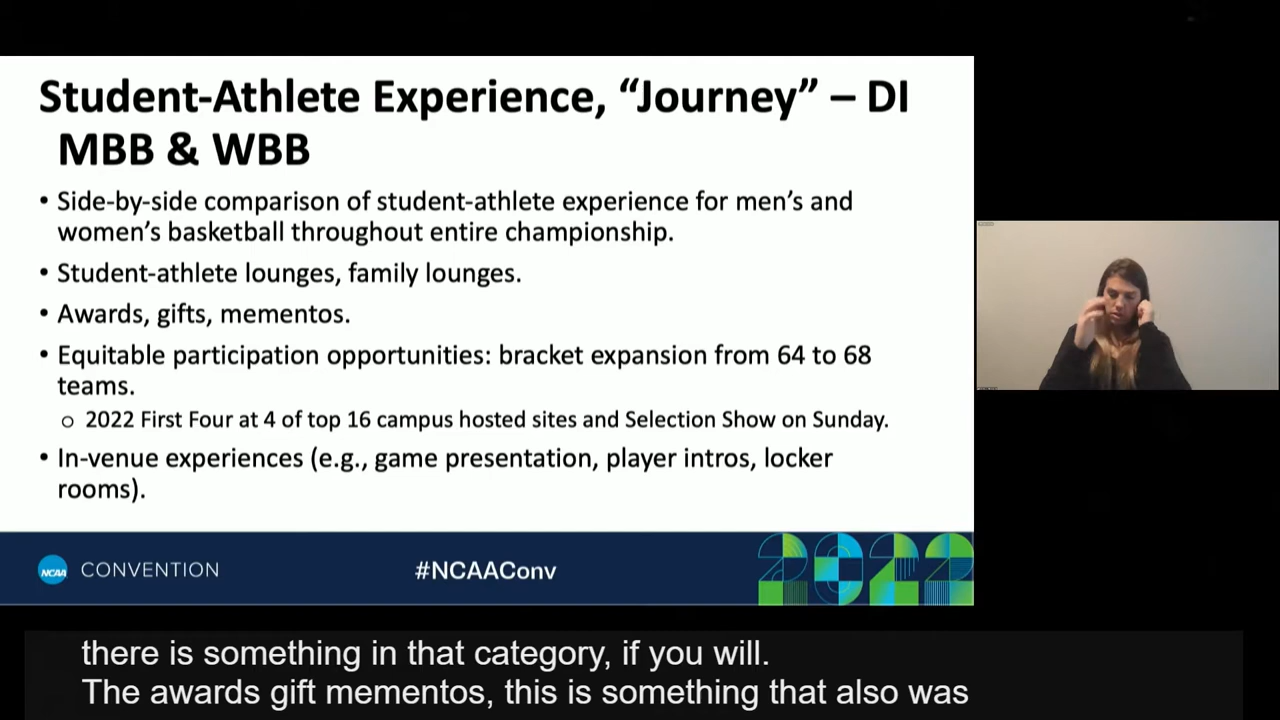 Student-Athlete Experience, “Journey” – DI
MBB & WBB
• Side-by-side comparison of student-athlete experience for men’s and
women’s basketball throughout entire championship.
• Student-athlete lounges, family lounges.
• Awards, gifts, mementos.
• Equitable participation opportunities: bracket expansion from 64 to 68
teams.
o 2022 First Four at 4 of top 16 campus hosted sites and Selection Show on Sunday.
• In-venue experiences (e.g., game presentation, player intros, locker
rooms).
NCAA CONVENTION
#NCAAConv
2022
there is something in that category, if you will.
The awards gift mementos, this is something that also was